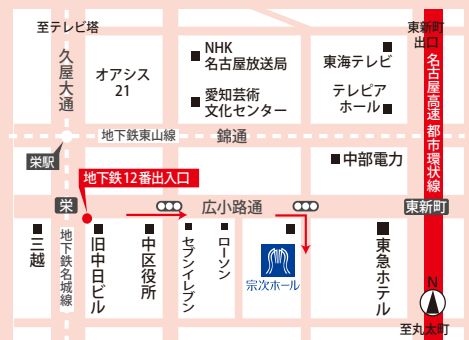 至テレビ塔
久屋大通
オアシス
21
NHK
名古屋放送局
愛知芸術
文化センター
東海テレビ
テレピア
ホール
東新町
出口
名古屋高速 都市環状線
地下鉄東山線
錦通
栄駅
中部電力
地下鉄12番出入口
栄
広小路通
東新町
三越
地下鉄名城線
旧中日ビル
中区役所
セブンイレブン
ローソン
宗次ホール
東急ホテル
N
至丸太町